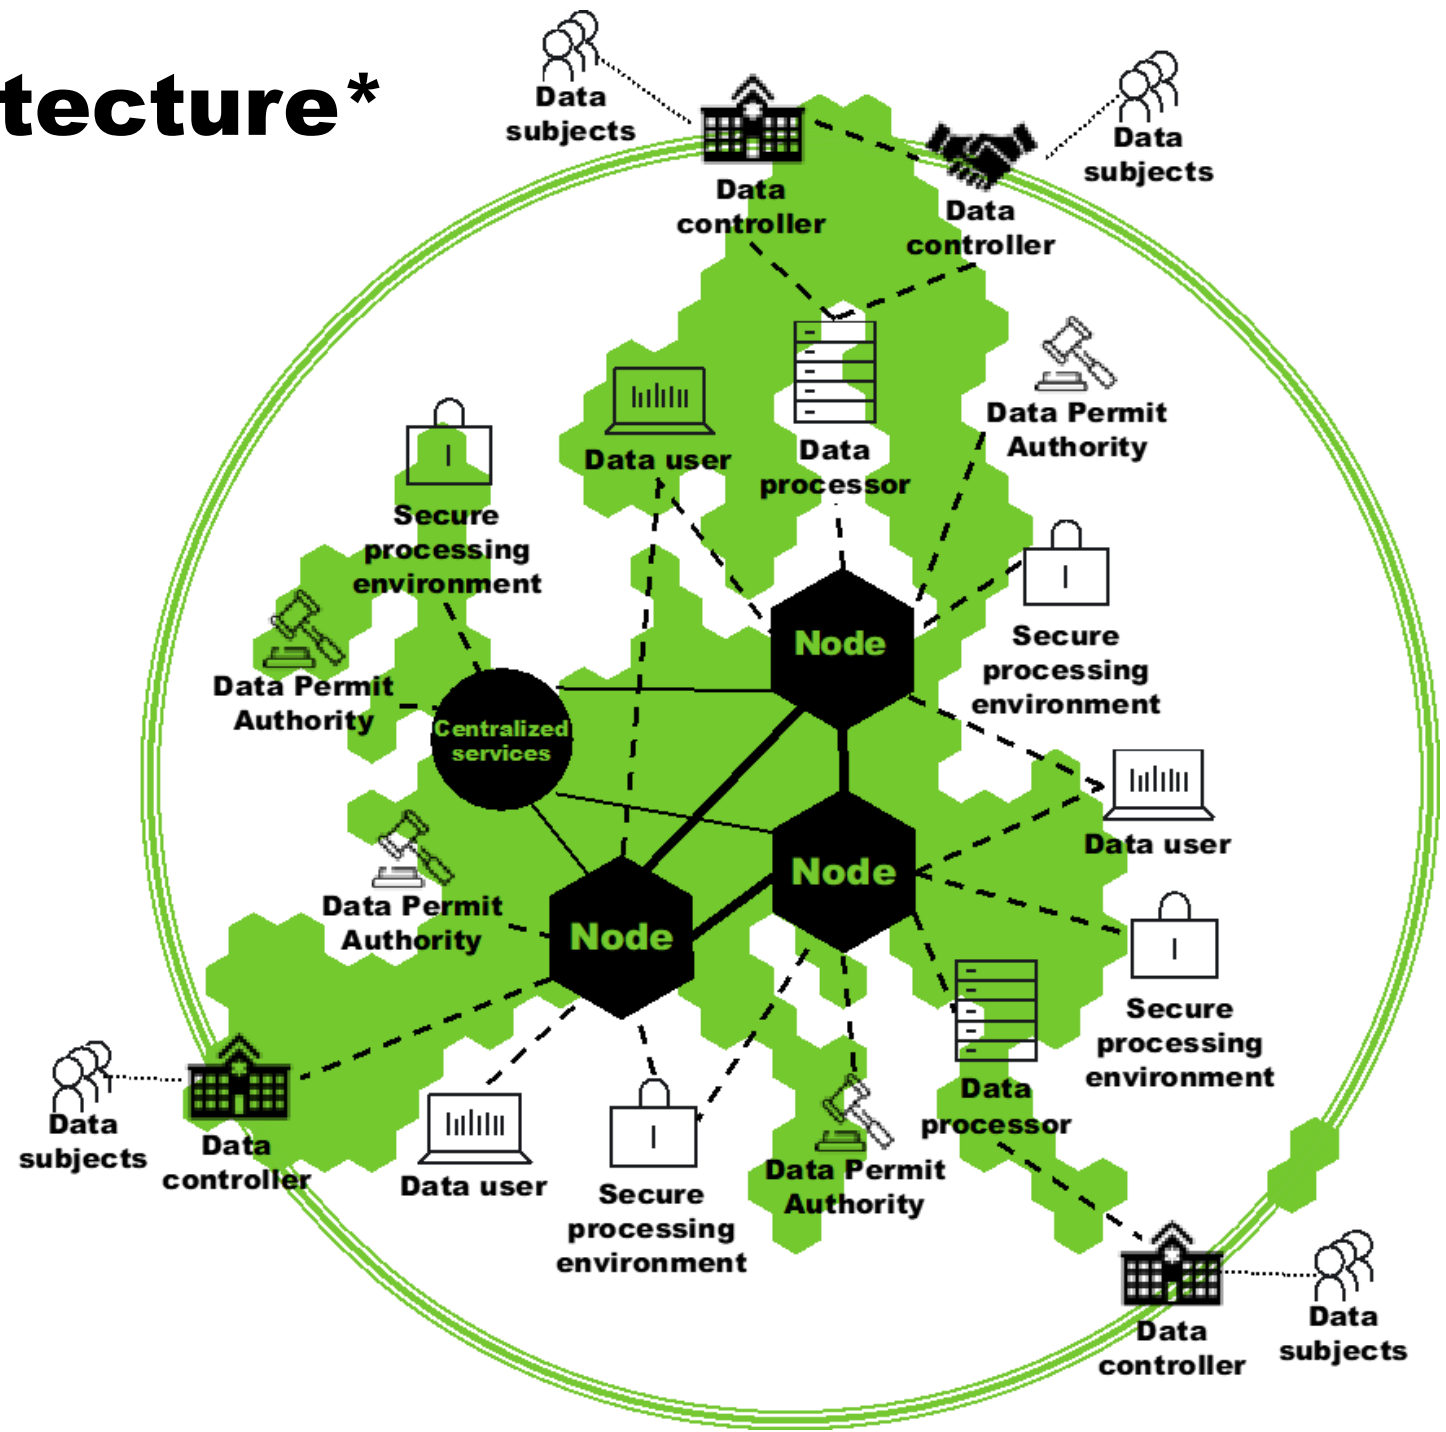 tecture*
Data
subjects
Data
subjects
Data
controller
Data
controller
Data Permit
Authority
Data user
Data
processor
Secure
processing
environment
Secure
processing
environment
Node
Data Permit
Authority
Centralized
services
Data user
Node
Data Permit
Authority
Node
Secure
processing
environment
Data
processor
Data
subjects
Data
controller
Data user
Secure
processing
environment
Data Permit
Authority
Data
controller
Data
subjects